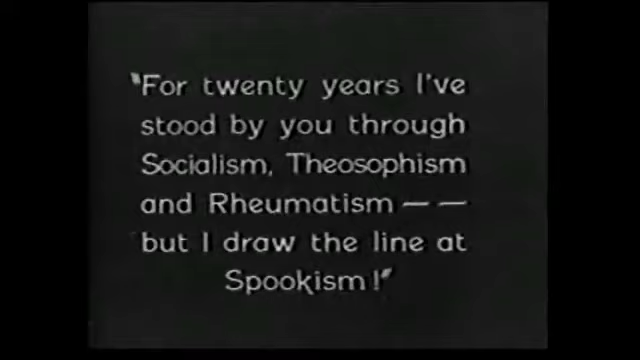 "For twenty years I've
stood by you through
Socialism, Theosophism
and Rheumatism — —
but I draw the line at
Spookism!"